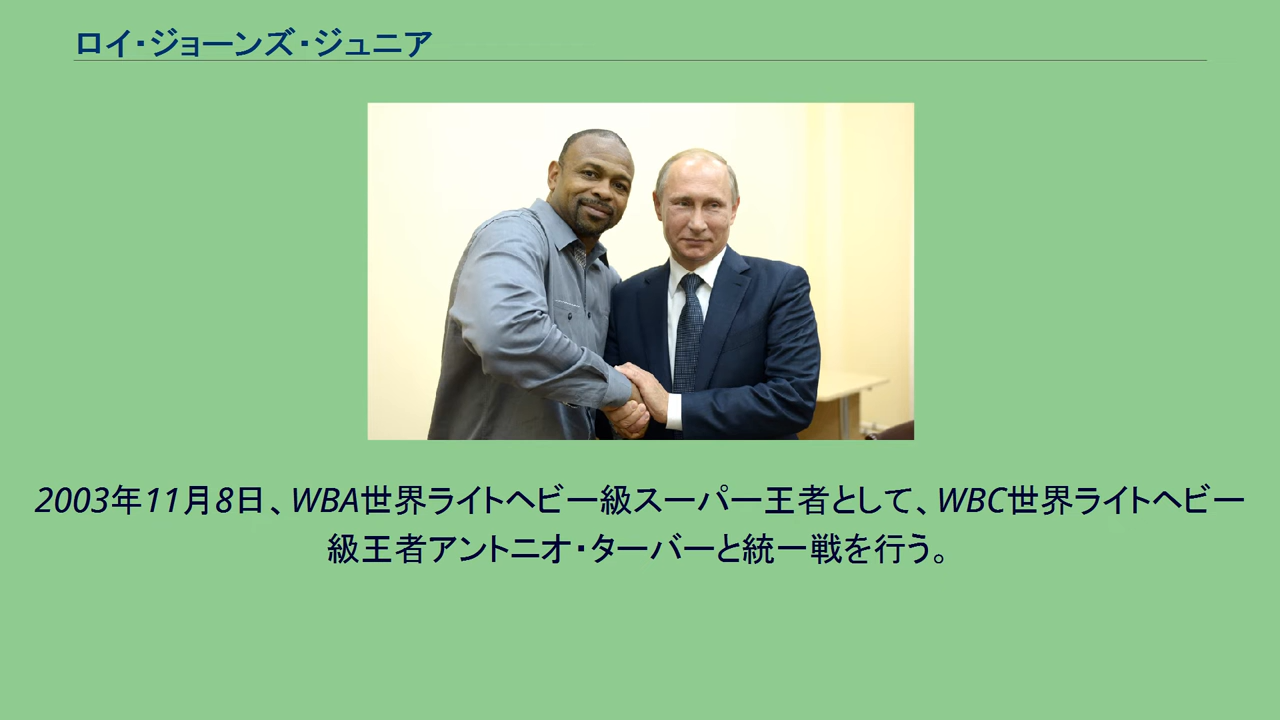 ロイ・ジョーンズ・ジュニア
2003年11月8日、WBA世界ライトヘビー級スーパー王者として、WBC世界ライトヘビー
級王者アントニオ・ターバーと統一戦を行う。